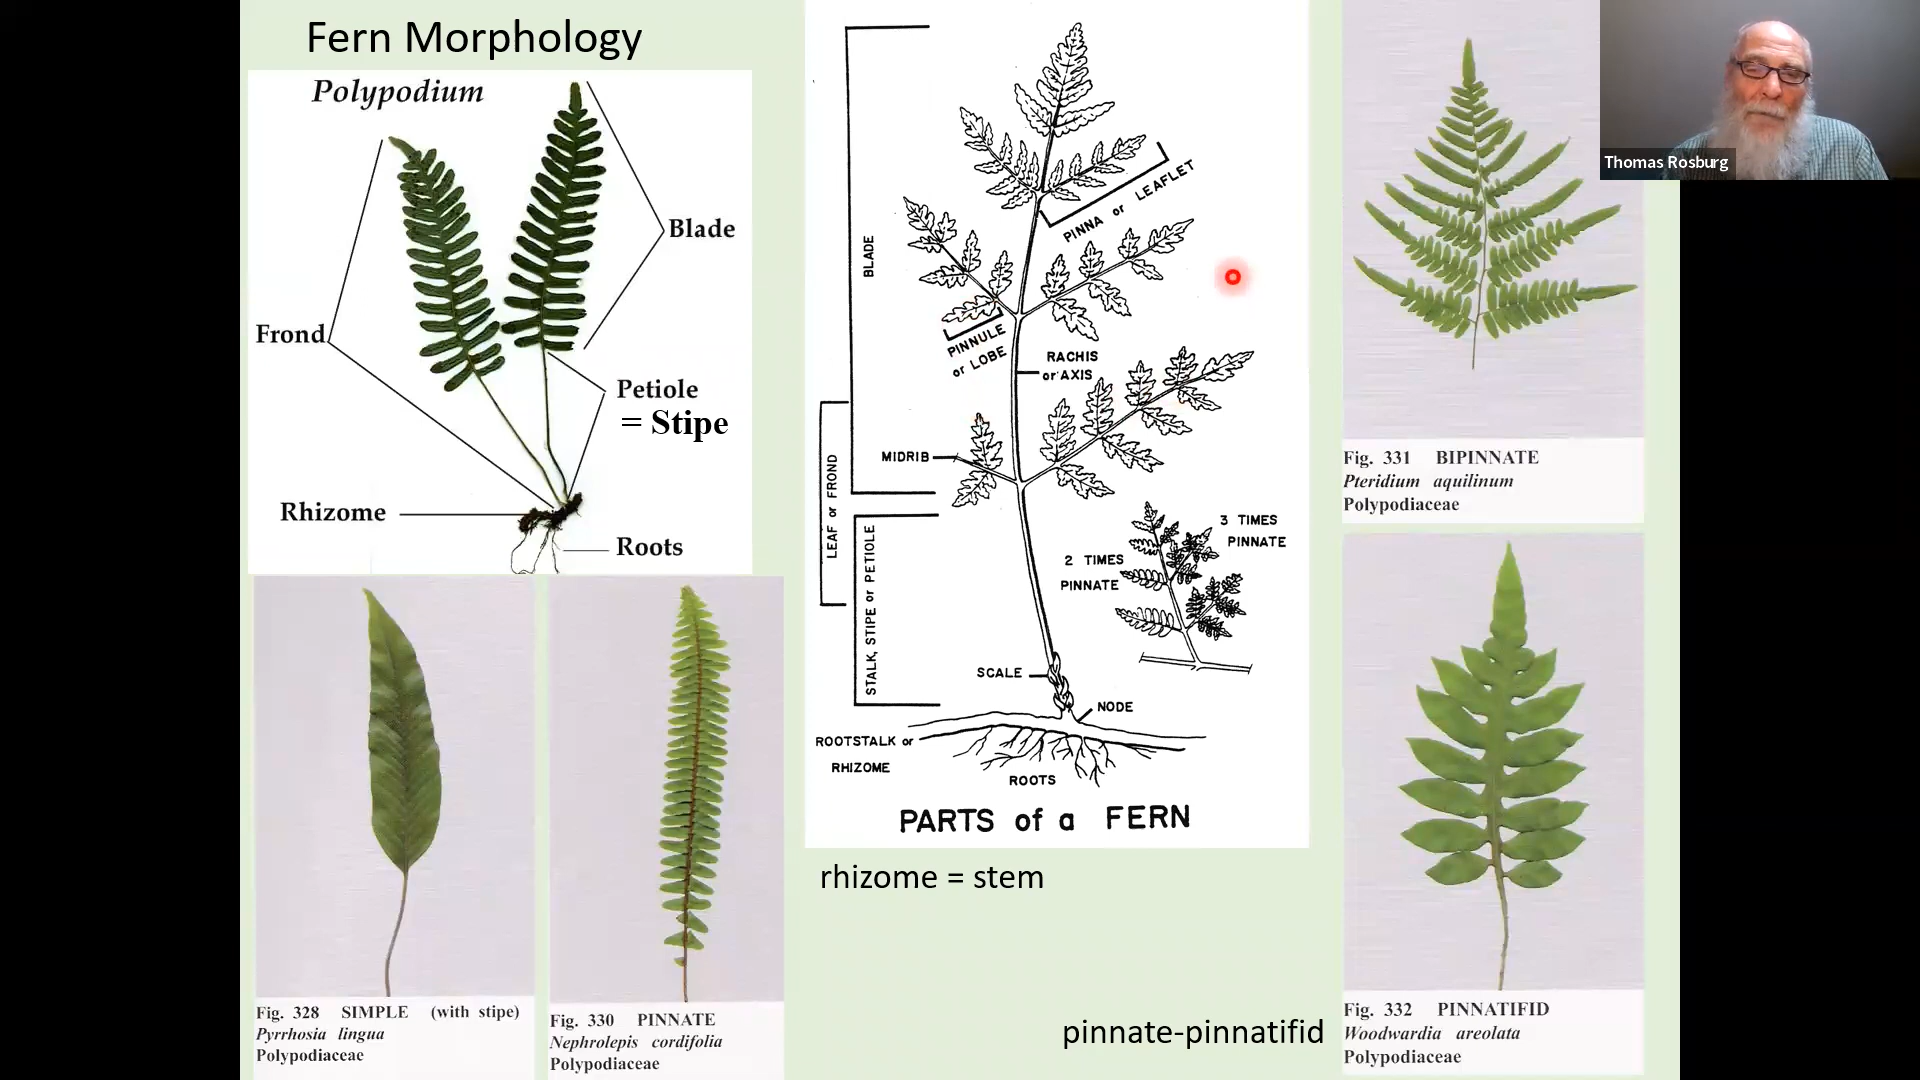 Fern Morphology
Polypodium
Blade
Frond
Petiole
= Stipe
Rhizome
Roots
Fig. 328 SIMPLE (with stipe)
Pyrrhosia lingua
Polypodiaceae
Fig. 330 PINNATE
Nephrolepis cordifolia
Polypodiaceae
BLADE
PINNA or LEAFLET
PINNULE
or LOBE
RACHIS
or AXIS
MIDRIB
LEAF or FROND
STALK, STIPE or PETIOLE
3 TIMES
PINNATE
2 TIMES
PINNATE
SCALE
NODE
ROOTSTALK or
RHIZOME
ROOTS
PARTS of a FERN
rhizome = stem
pinnate-pinnatifid
Thomas Rosburg
Fig. 331 BIPINNATE
Pteridium aquilinum
Polypodiaceae
Fig. 332 PINNATIFID
Woodwardia areolata
Polypodiaceae